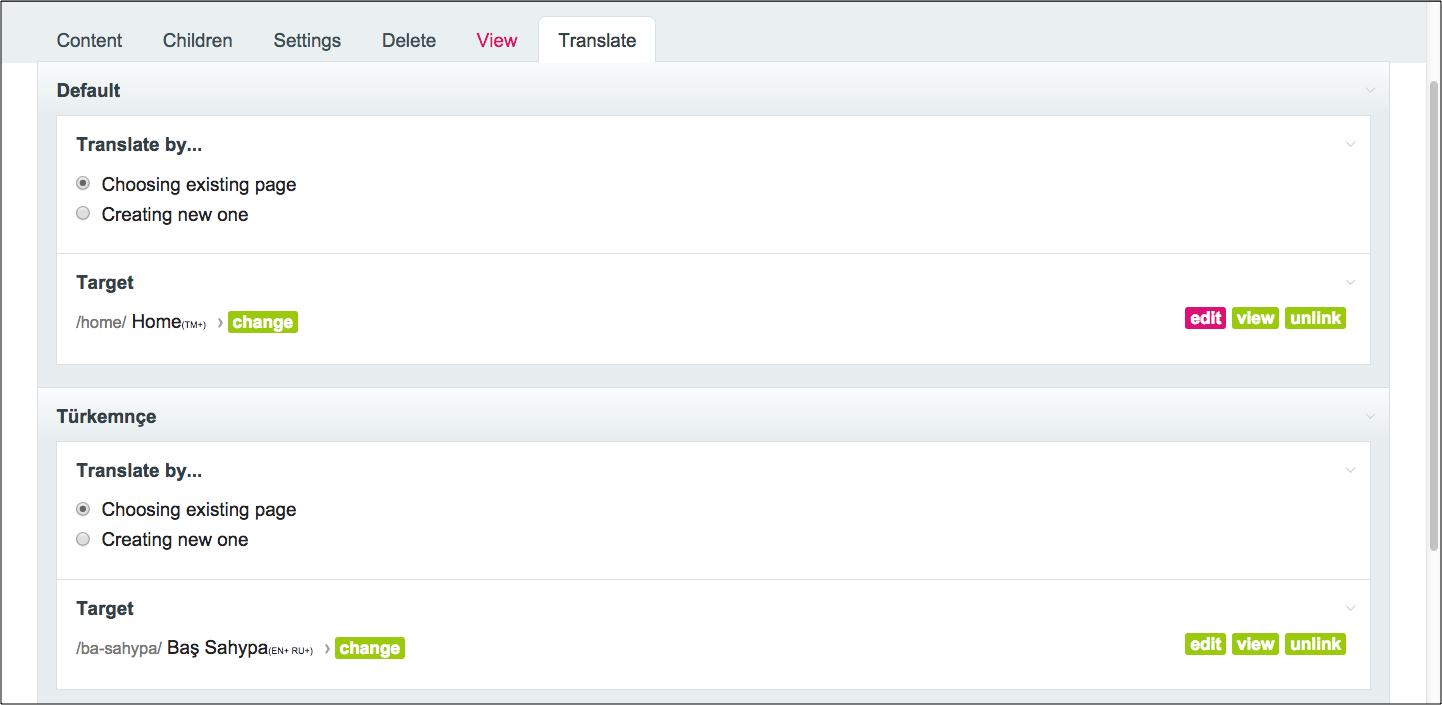 Content Children Settings Delete View Translate
Default
Translate by...
Choosing existing page
Creating new one
Target
/home/ Home(TM+) › change edit view unlink
Türkemnçe
Translate by...
Choosing existing page
Creating new one
Target
/ba-sahypa/ Baş Sahypa(EN+ RU+) › change edit view unlink